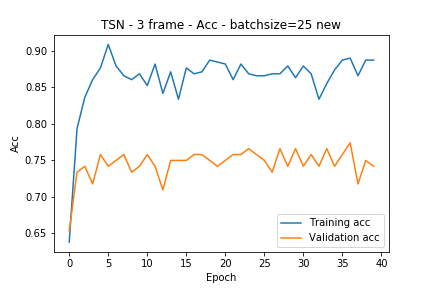 TSN - 3 frame - Acc - batchsize=25 new
Acc
0.90
0.85
0.80
0.75
0.70
0.65
0 5 10 15 20 25 30 35 40
Epoch
Training acc
Validation acc